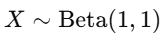 X ∼ Beta(1, 1)